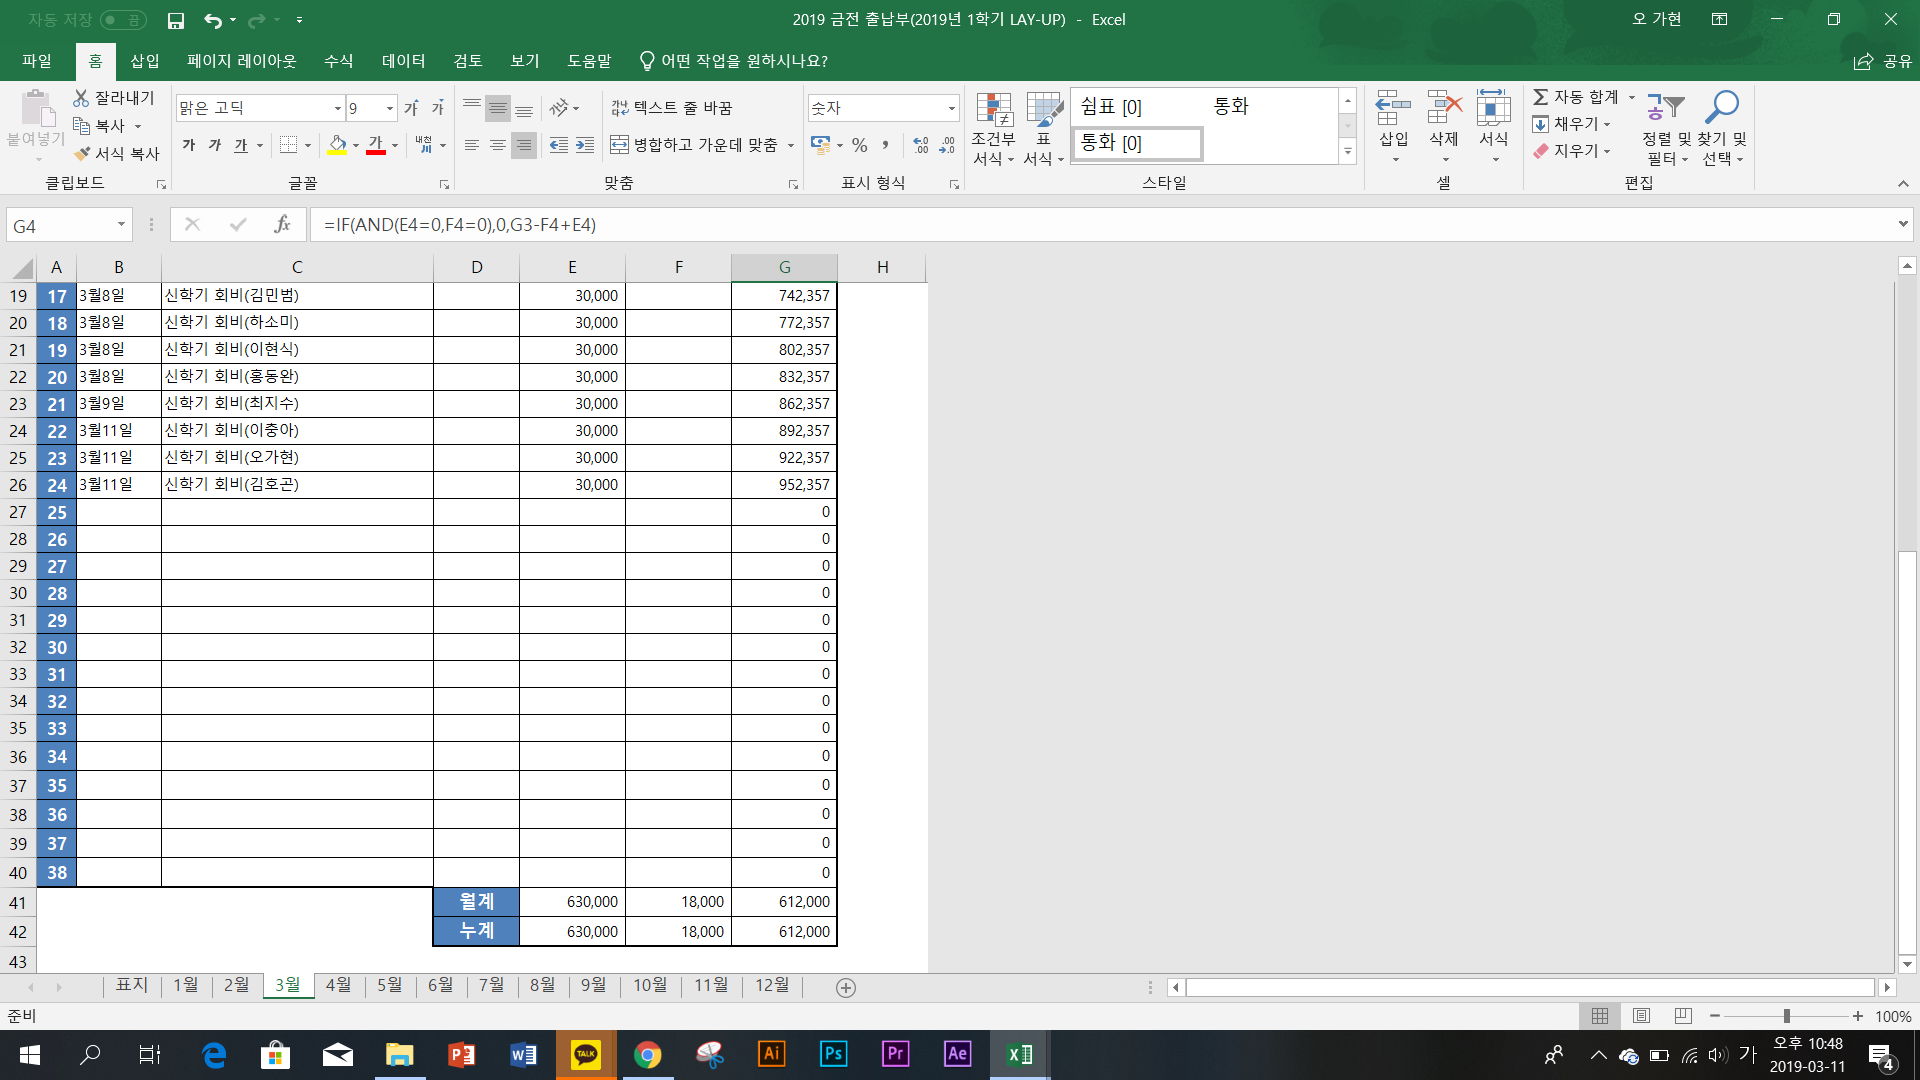 자동 저장 끔
2019 금전 출납부(2019년 1학기 LAY-UP) - Excel
오 가현
파일 홈 삽입 페이지 레이아웃 수식 데이터 검토 보기 도움말 어떤 작업을 원하시나요? 공유
붙여넣기
잘라내기
복사
서식 복사
클립보드
맑은 고딕 9 가 가
가 가 가 가 내천
글꼴
가나 텍스트 줄 바꿈
병합하고 가운데 맞춤
맞춤
숫자
% , .00 .00
표시 형식
조건부 서식
표 서식
쉼표 [0] 통화
통화 [0]
스타일
삽입 삭제 서식
셀
자동 합계
채우기
지우기
정렬 및 필터
찾기 및 선택
편집
G4 fx =IF(AND(E4=0,F4=0),0,G3-F4+E4)
A B C D E F G H
19 17 3월8일 신학기 회비(김민범) 30,000 742,357
20 18 3월8일 신학기 회비(하소미) 30,000 772,357
21 19 3월8일 신학기 회비(이현식) 30,000 802,357
22 20 3월8일 신학기 회비(홍동완) 30,000 832,357
23 21 3월9일 신학기 회비(최지수) 30,000 862,357
24 22 3월11일 신학기 회비(이충아) 30,000 892,357
25 23 3월11일 신학기 회비(오가현) 30,000 922,357
26 24 3월11일 신학기 회비(김호곤) 30,000 952,357
27 25 0
28 26 0
29 27 0
30 28 0
31 29 0
32 30 0
33 31 0
34 32 0
35 33 0
36 34 0
37 35 0
38 36 0
39 37 0
40 38 0
41 월계 630,000 18,000 612,000
42 누계 630,000 18,000 612,000
43
표지 1월 2월 3월 4월 5월 6월 7월 8월 9월 10월 11월 12월
준비 100%
TALK Ai Ps Pr Ae
가 오후 10:48
2019-03-11
4